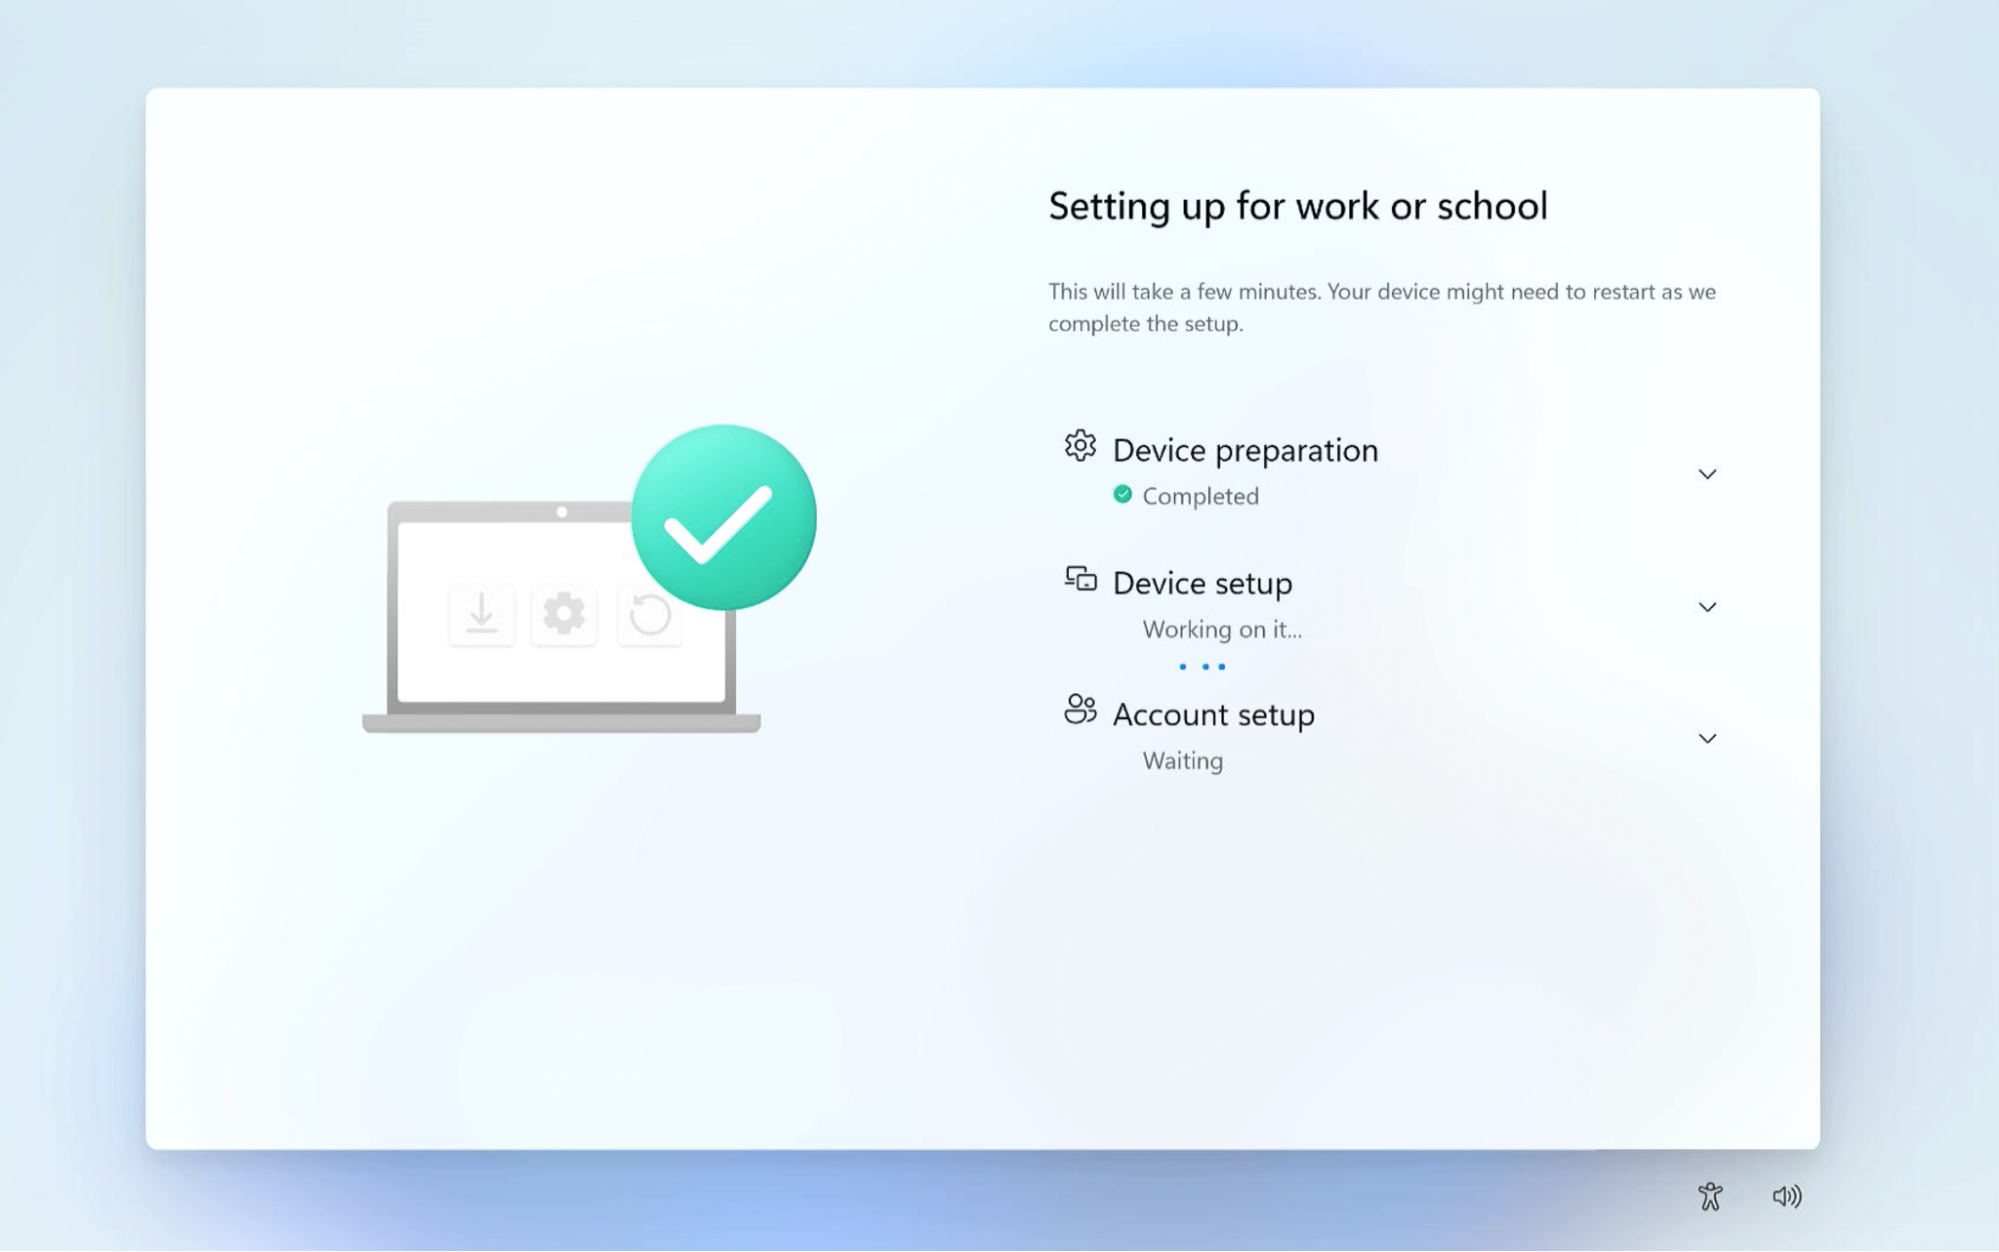 Setting up for work or school
This will take a few minutes. Your device might need to restart as we
complete the setup.
Device preparation
Completed
Device setup
Working on it...
Account setup
Waiting